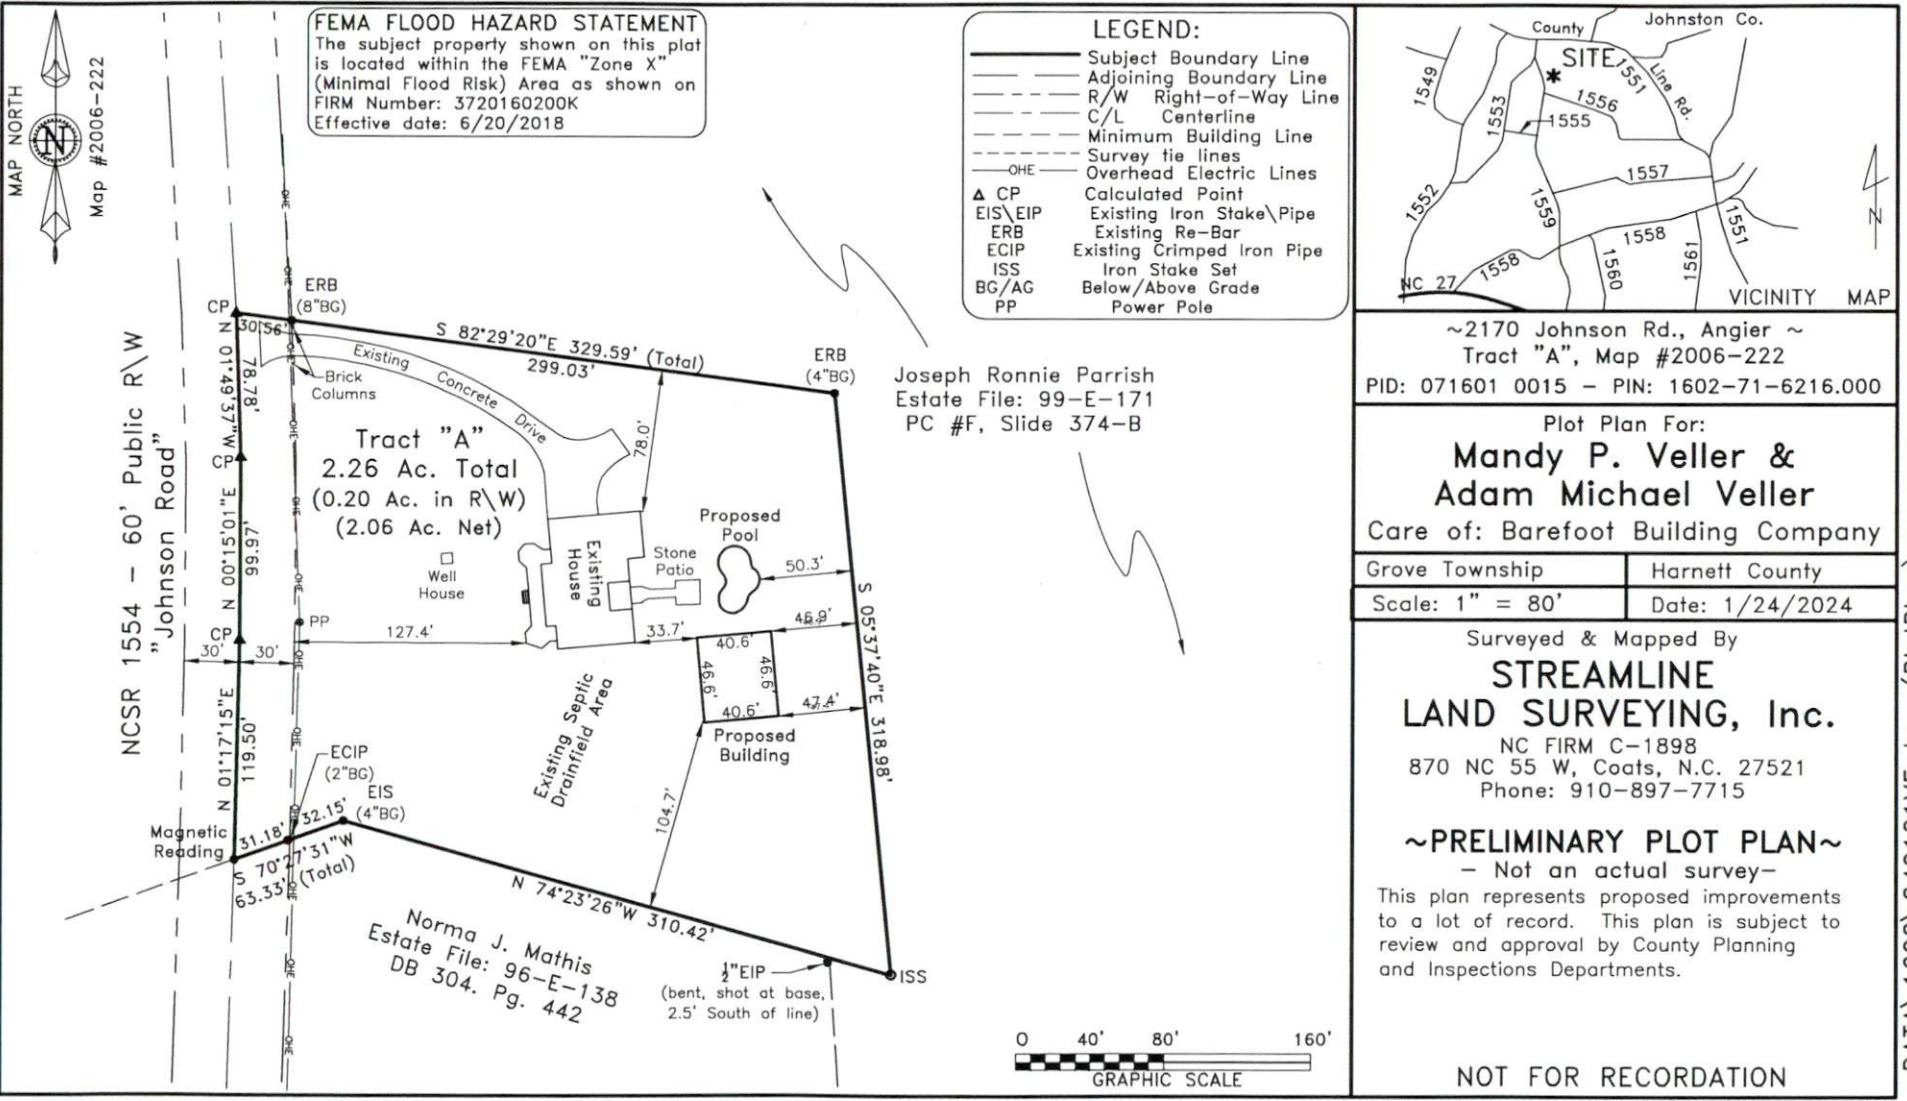 MAP NORTH
Map #2006-222
N
FEMA FLOOD HAZARD STATEMENT
The subject property shown on this plat
is located within the FEMA "Zone X"
(Minimal Flood Risk) Area as shown on
FIRM Number: 3720160200K
Effective date: 6/20/2018
LEGEND:
Subject Boundary Line
Adjoining Boundary Line
R/W Right-of-Way Line
C/L Centerline
Minimum Building Line
Survey tie lines
OHE Overhead Electric Lines
CP Calculated Point
EIS\EIP Existing Iron Stake\Pipe
ERB Existing Re-Bar
ECIP Existing Crimped Iron Pipe
ISS Iron Stake Set
BG/AG Below/Above Grade
PP Power Pole
County
Line Rd.
Johnston Co.
SITE
1549
1551
1553
1556
1555
1557
1552
1559
1558
1551
1558
1560
1561
NC 27
N
VICINITY MAP
~2170 Johnson Rd., Angier ~
Tract "A", Map #2006-222
PID: 071601 0015 - PIN: 1602-71-6216.000
Plot Plan For:
Mandy P. Veller &
Adam Michael Veller
Care of: Barefoot Building Company
Grove Township
Harnett County
Scale: 1" = 80'
Date: 1/24/2024
Surveyed & Mapped By
STREAMLINE
LAND SURVEYING, Inc.
NC FIRM C-1898
870 NC 55 W, Coats, N.C. 27521
Phone: 910-897-7715
~PRELIMINARY PLOT PLAN~
- Not an actual survey-
This plan represents proposed improvements
to a lot of record. This plan is subject to
review and approval by County Planning
and Inspections Departments.
NOT FOR RECORDATION
NCSR 1554 - 60' Public R\W
"Johnson Road"
CP
ERB
(8"BG)
30.56'
S 82°29'20"E 329.59' (Total)
299.03'
ERB
(4"BG)
N 01°49'37"W
78.78'
Brick
Columns
Existing Concrete Drive
Tract "A"
2.26 Ac. Total
(0.20 Ac. in R\W)
(2.06 Ac. Net)
78.0'
Joseph Ronnie Parrish
Estate File: 99-E-171
PC #F, Slide 374-B
CP
N 00°15'01"E
99.97'
Well
House
Existing
House
Stone
Patio
Proposed
Pool
50.3'
S 05°37'40"E 318.98'
CP
PP
OHE
OHE
OHE
OHE
OHE
OHE
OHE
OHE
OHE
OHE
OHE
OHE
30'
30'
127.4'
33.7'
46.9'
40.6'
46.6'
46.6'
40.6'
47.4'
Proposed
Building
N 01°17'15"E
119.50'
Existing Septic
Drainfield Area
104.7'
ECIP
(2"BG)
EIS
(4"BG)
Magnetic
Reading
31.18'
32.15'
S 70°27'31"W
63.33' (Total)
N 74°23'26"W 310.42'
Norma J. Mathis
Estate File: 96-E-138
DB 304. Pg. 442
½"EIP
(bent, shot at base,
2.5' South of line)
ISS
0 40' 80' 160'
GRAPHIC SCALE